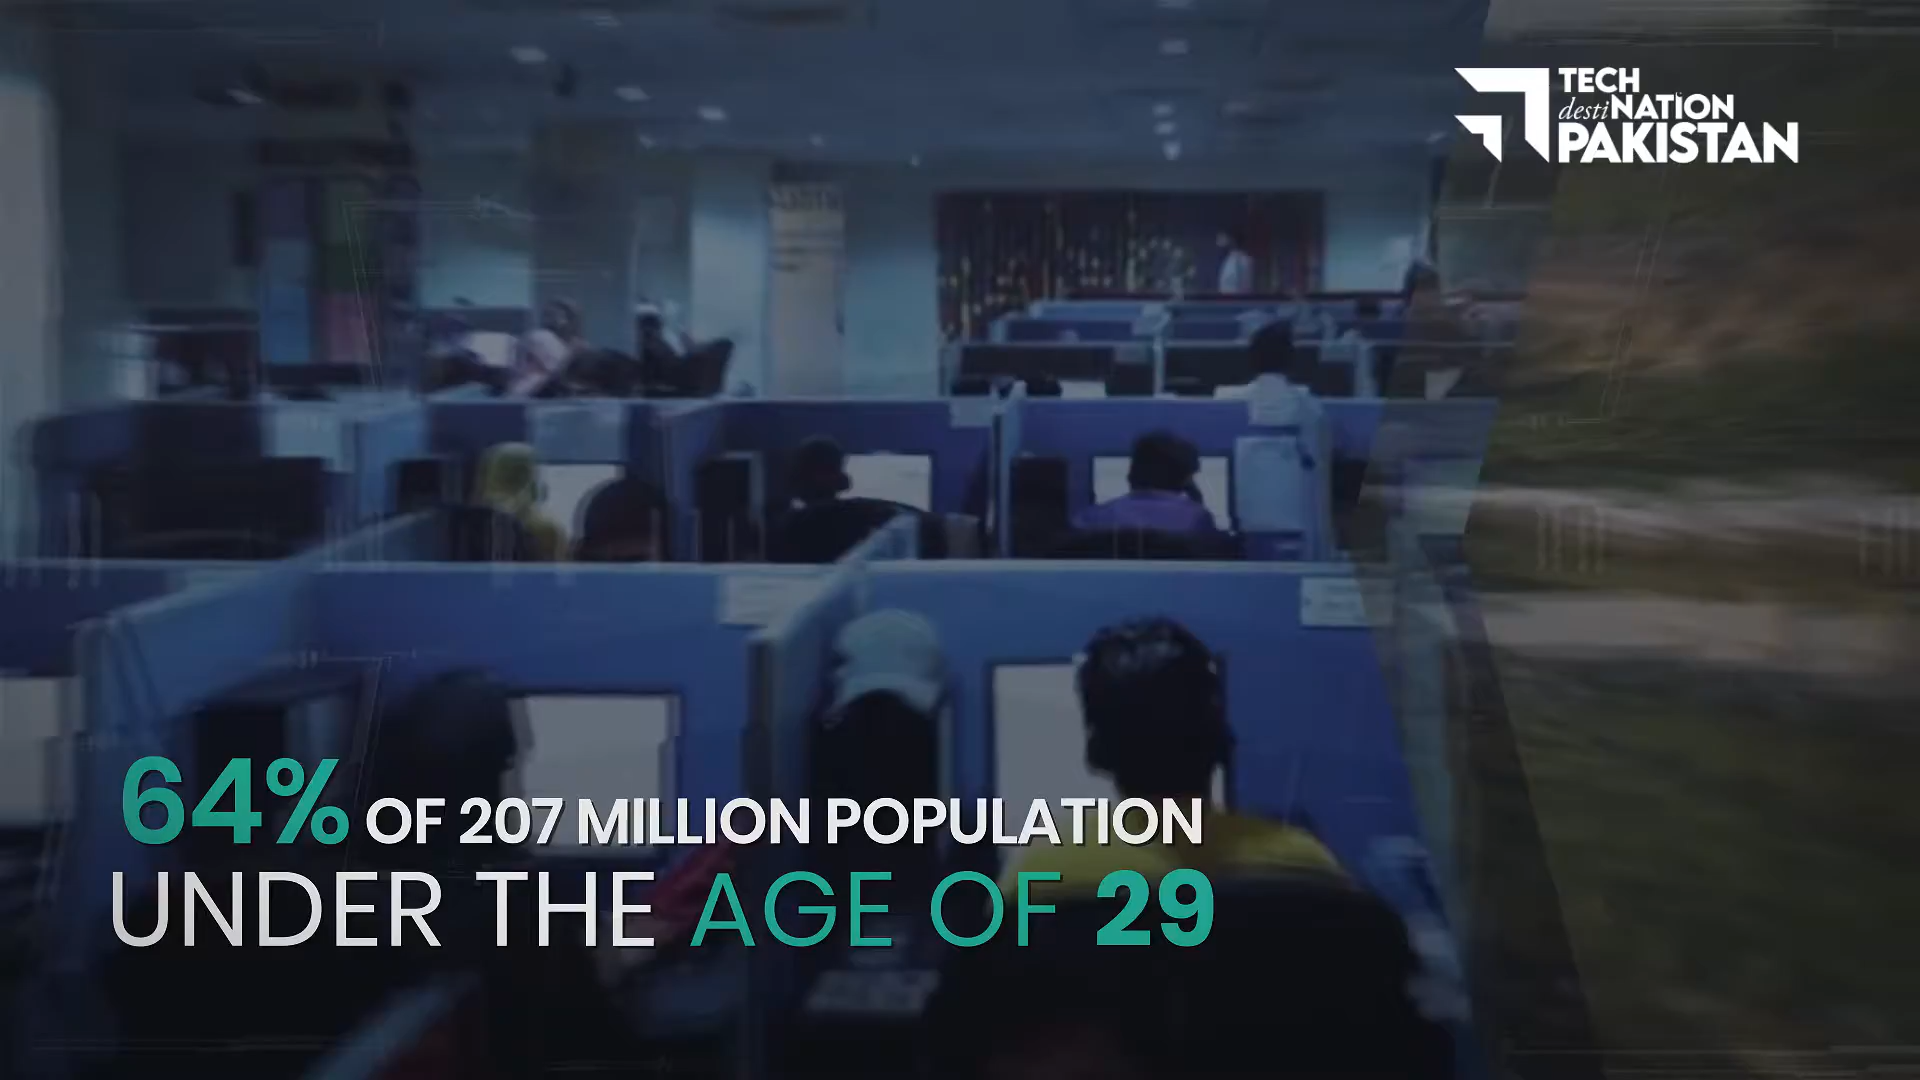 TECH
destiNATION
PAKISTAN
64% OF 207 MILLION POPULATION
UNDER THE AGE OF 29